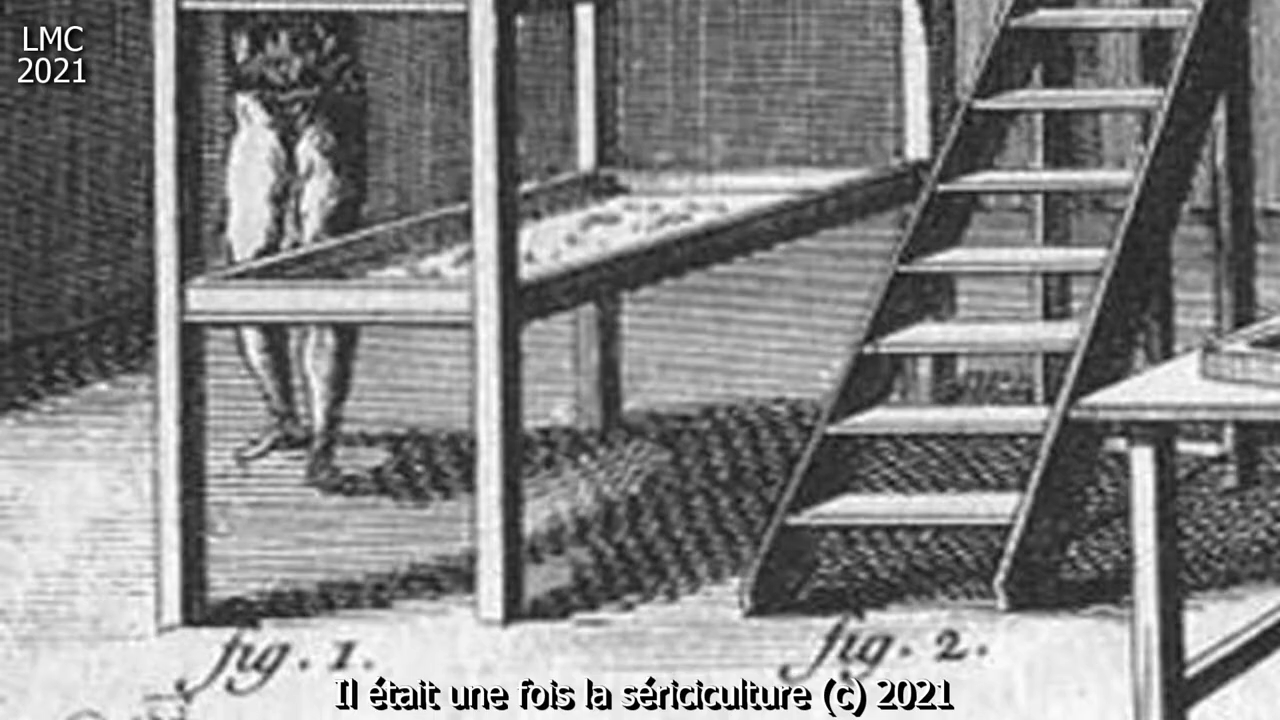 LMC
2021
fig. 1.
fig. 2.
Il était une fois la sériciculture (c) 2021